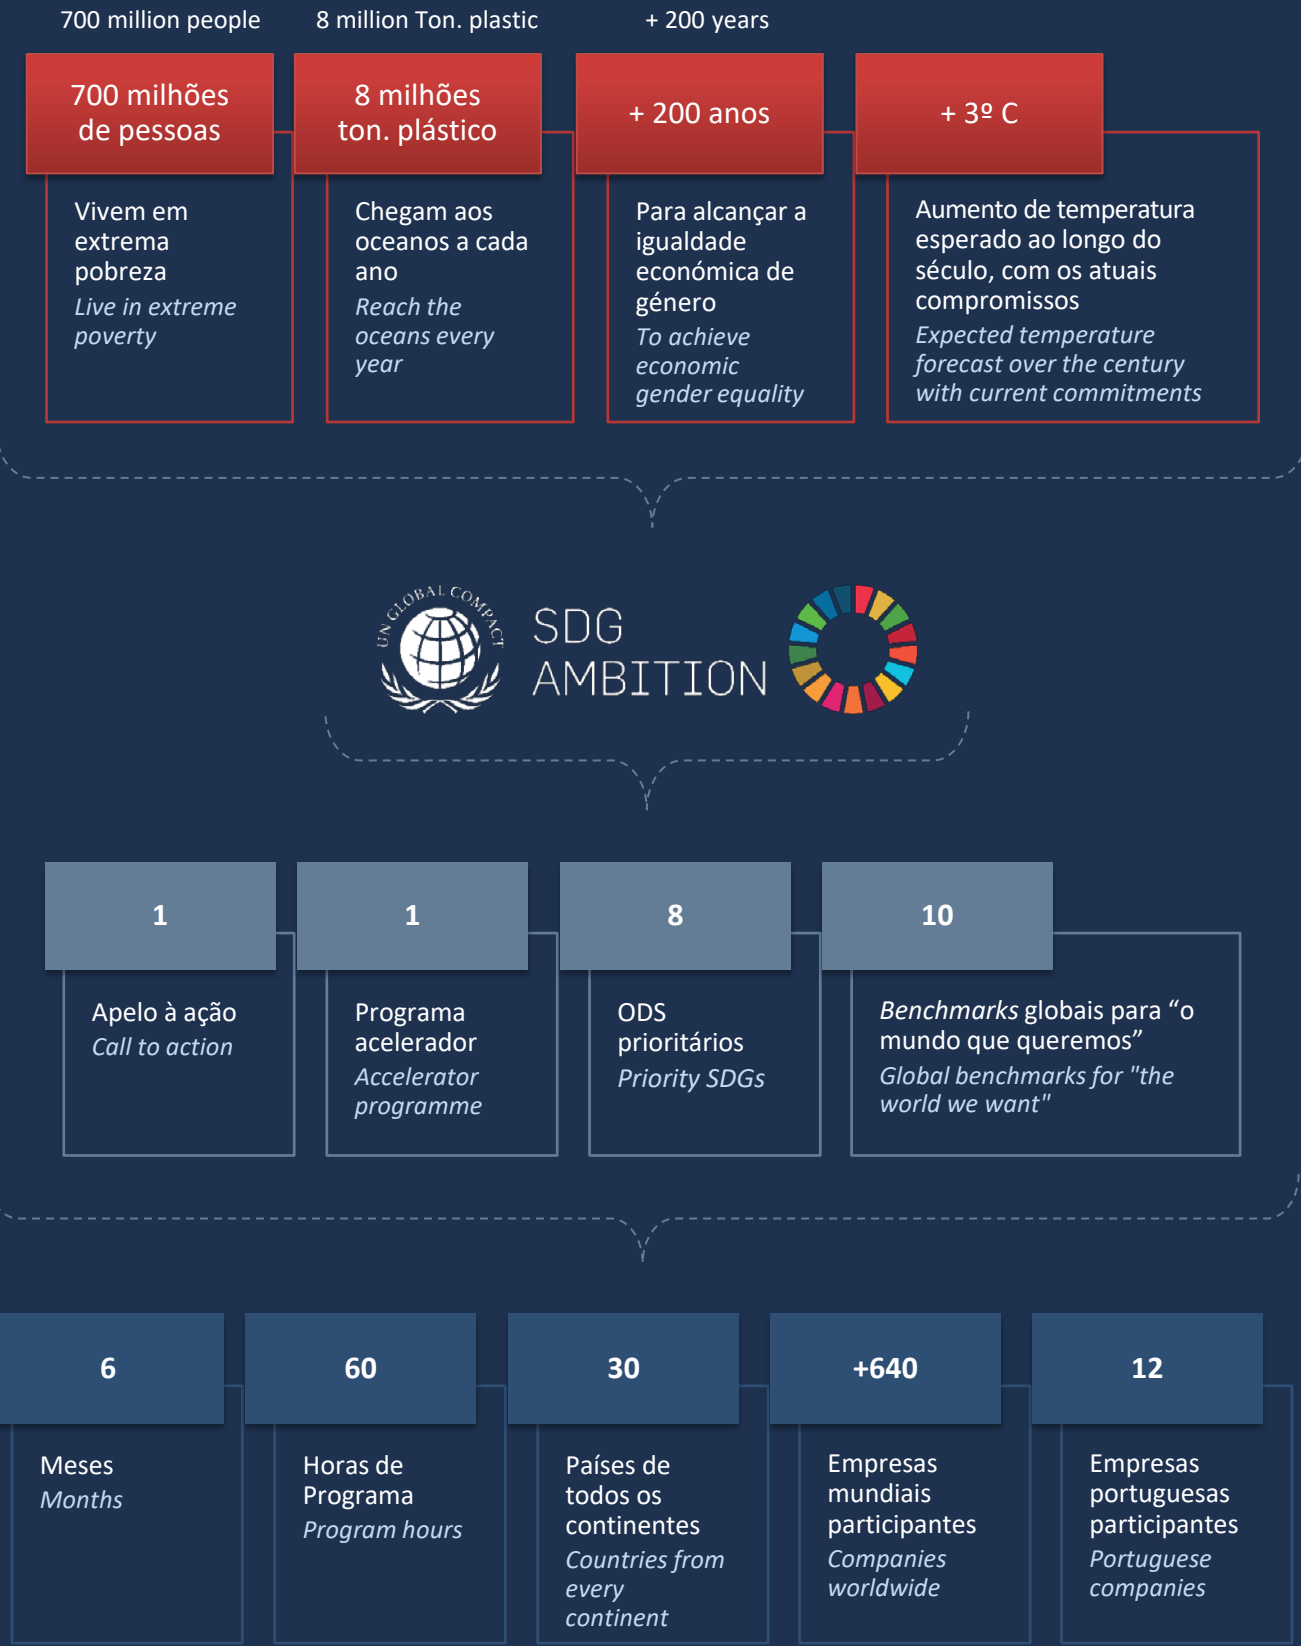 700 million people
8 million Ton. plastic
+ 200 years
700 milhões
de pessoas
8 milhões
ton. plástico
+ 200 anos
+ 3º C
Vivem em
extrema
pobreza
Live in extreme
poverty
Chegam aos
oceanos a cada
ano
Reach the
oceans every
year
Para alcançar a
igualdade
económica de
género
To achieve
economic
gender equality
Aumento de temperatura
esperado ao longo do
século, com os atuais
compromissos
Expected temperature
forecast over the century
with current commitments
UN GLOBAL COMPACT
SDG
AMBITION
1
1
8
10
Apelo à ação
Call to action
Programa
acelerador
Accelerator
programme
ODS
prioritários
Priority SDGs
Benchmarks globais para “o
mundo que queremos”
Global benchmarks for "the
world we want"
6
60
30
+640
12
Meses
Months
Horas de
Programa
Program hours
Países de
todos os
continentes
Countries from
every
continent
Empresas
mundiais
participantes
Companies
worldwide
Empresas
portuguesas
participantes
Portuguese
companies